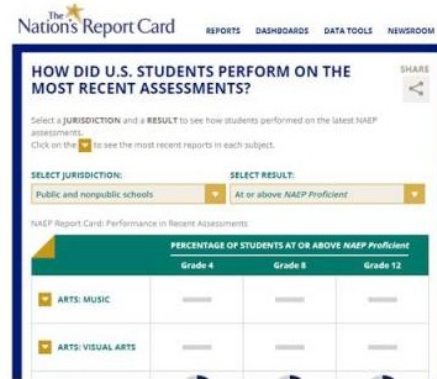 The
Nation's Report Card
REPORTS DASHBOARDS DATA TOOLS NEWSROOM
HOW DID U.S. STUDENTS PERFORM ON THE
MOST RECENT ASSESSMENTS?
SHARE
Select a JURISDICTION and a RESULT to see how students performed on the latest NAEP
assessments.
Click on the to see the most recent reports in each subject.
SELECT JURISDICTION: SELECT RESULT:
Public and nonpublic schools At or above NAEP Proficient
NAEP Report Card: Performance in Recent Assessments
PERCENTAGE OF STUDENTS AT OR ABOVE NAEP Proficient
Grade 4 Grade 8 Grade 12
ARTS: MUSIC
ARTS: VISUAL ARTS